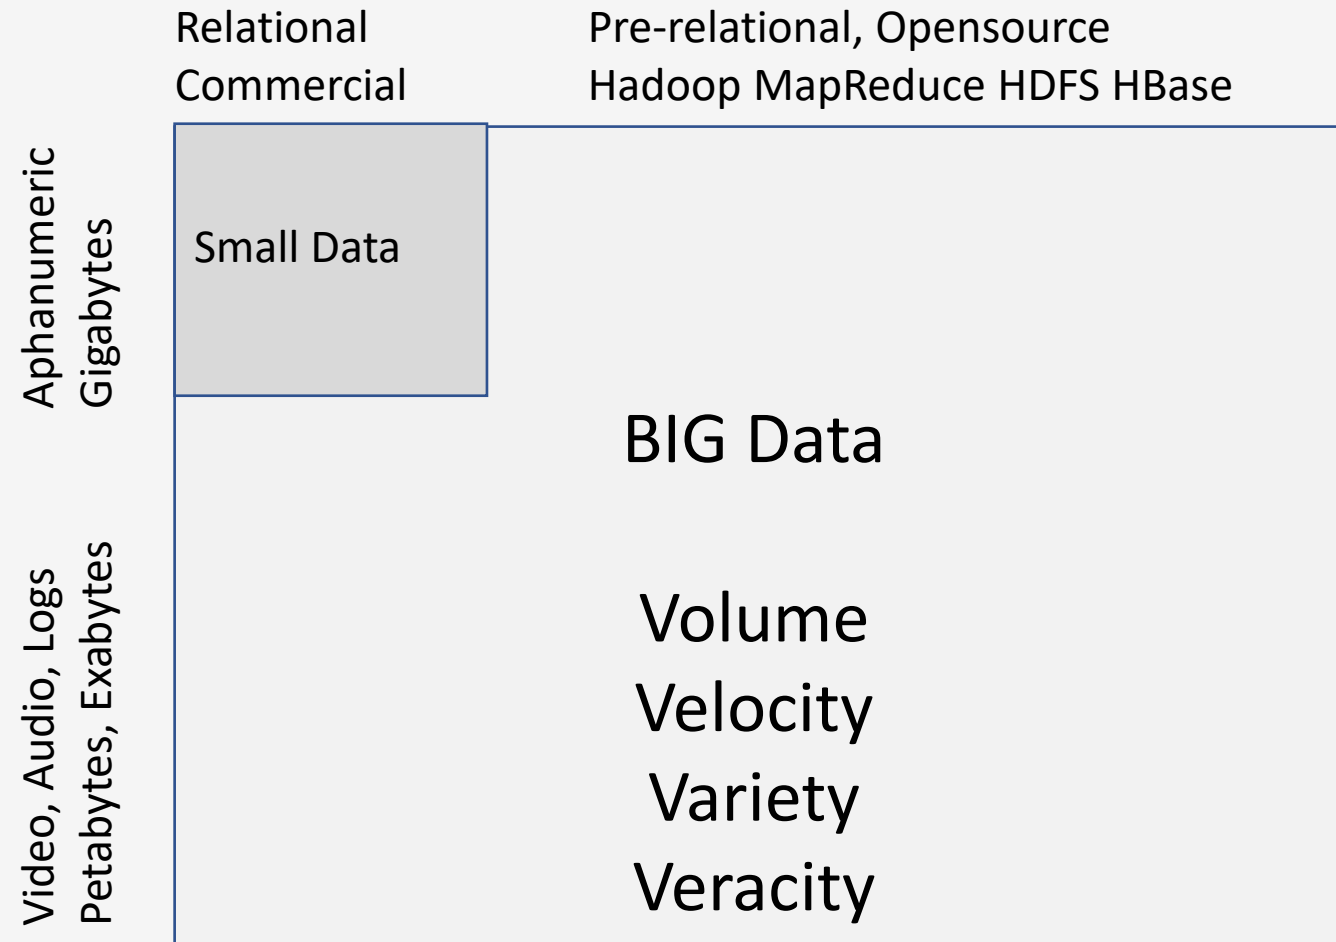 Relational
Commercial
Pre-relational, Opensource
Hadoop MapReduce HDFS HBase
Aphanumeric
Gigabytes
Small Data
BIG Data
Video, Audio, Logs
Petabytes, Exabytes
Volume
Velocity
Variety
Veracity